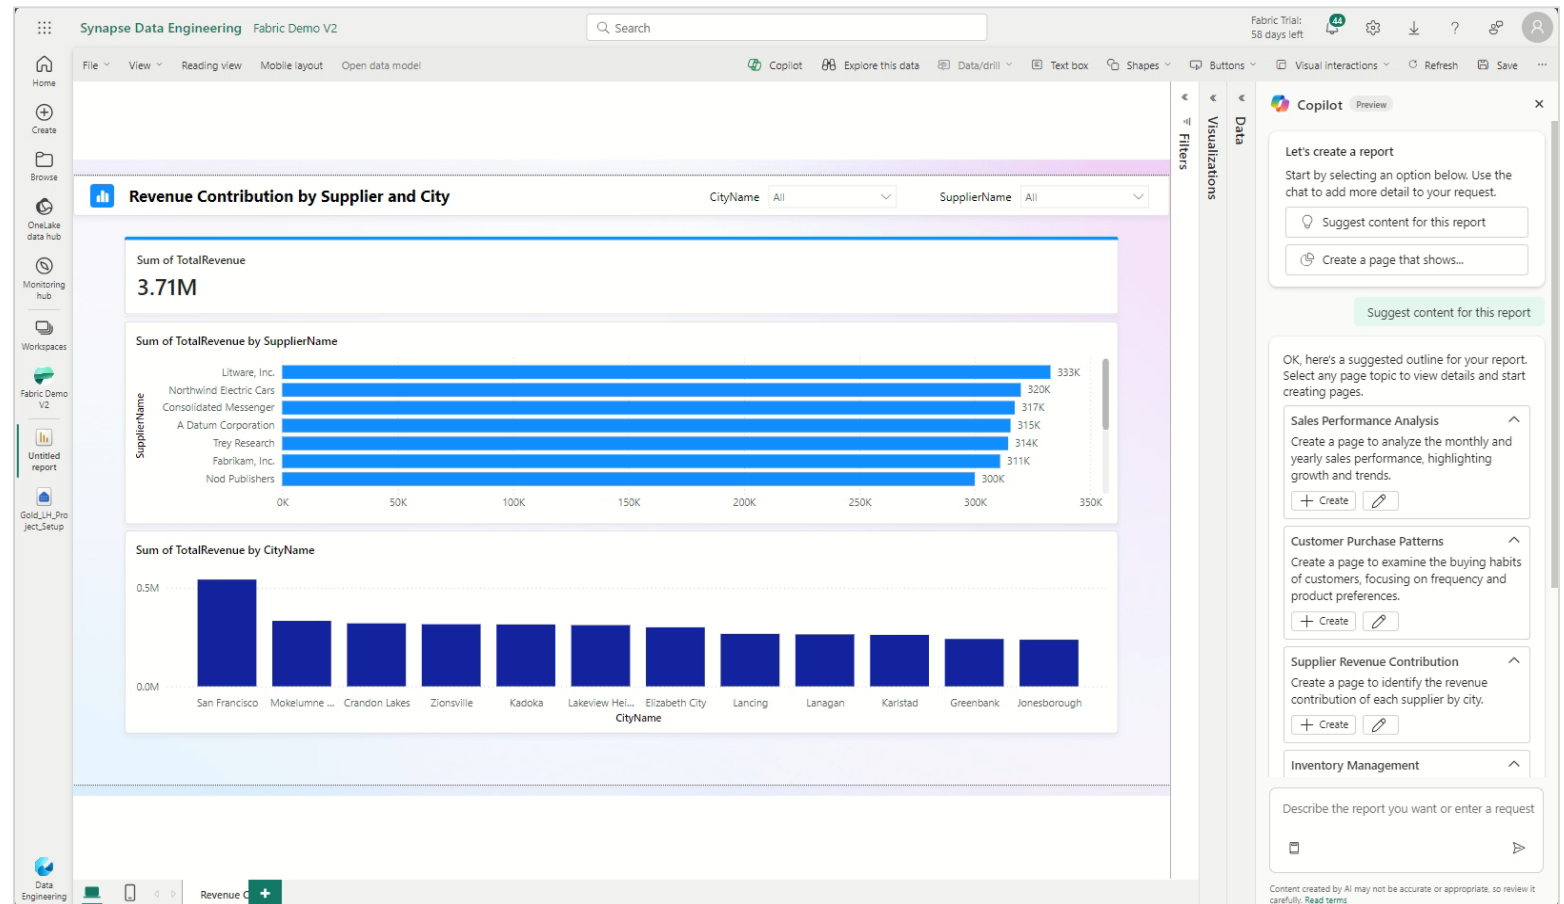 Synapse Data Engineering Fabric Demo V2
Search
Fabric Trial:
58 days left
44
Home
Create
Browse
OneLake
data hub
Monitoring
hub
Workspaces
Fabric Demo
V2
Untitled
report
Gold_LH_Pro
ject_Setup
Data
Engineering
File View Reading view Mobile layout Open data model
Copilot Explore this data Data/drill Text box Shapes Buttons Visual interactions Refresh Save ...
Revenue Contribution by Supplier and City
CityName All
SupplierName All
Sum of TotalRevenue
3.71M
Sum of TotalRevenue by SupplierName
SupplierName
Litware, Inc. 333K
Northwind Electric Cars 320K
Consolidated Messenger 317K
A Datum Corporation 315K
Trey Research 314K
Fabrikam, Inc. 311K
Nod Publishers 300K
0K 50K 100K 150K 200K 250K 300K 350K
Sum of TotalRevenue by CityName
0.5M
0.0M
San Francisco Mokelumne ... Crandon Lakes Zionsville Kadoka Lakeview Hei... Elizabeth City Lancing Lanagan Karlstad Greenbank Jonesborough
CityName
Revenue C
Filters
Visualizations
Data
Copilot Preview
Let's create a report
Start by selecting an option below. Use the
chat to add more detail to your request.
Suggest content for this report
Create a page that shows...
Suggest content for this report
OK, here's a suggested outline for your report.
Select any page topic to view details and start
creating pages.
Sales Performance Analysis
Create a page to analyze the monthly and
yearly sales performance, highlighting
growth and trends.
+ Create
Customer Purchase Patterns
Create a page to examine the buying habits
of customers, focusing on frequency and
product preferences.
+ Create
Supplier Revenue Contribution
Create a page to identify the revenue
contribution of each supplier by city.
+ Create
Inventory Management
Describe the report you want or enter a request
Content created by AI may not be accurate or appropriate, so review it
carefully. Read terms